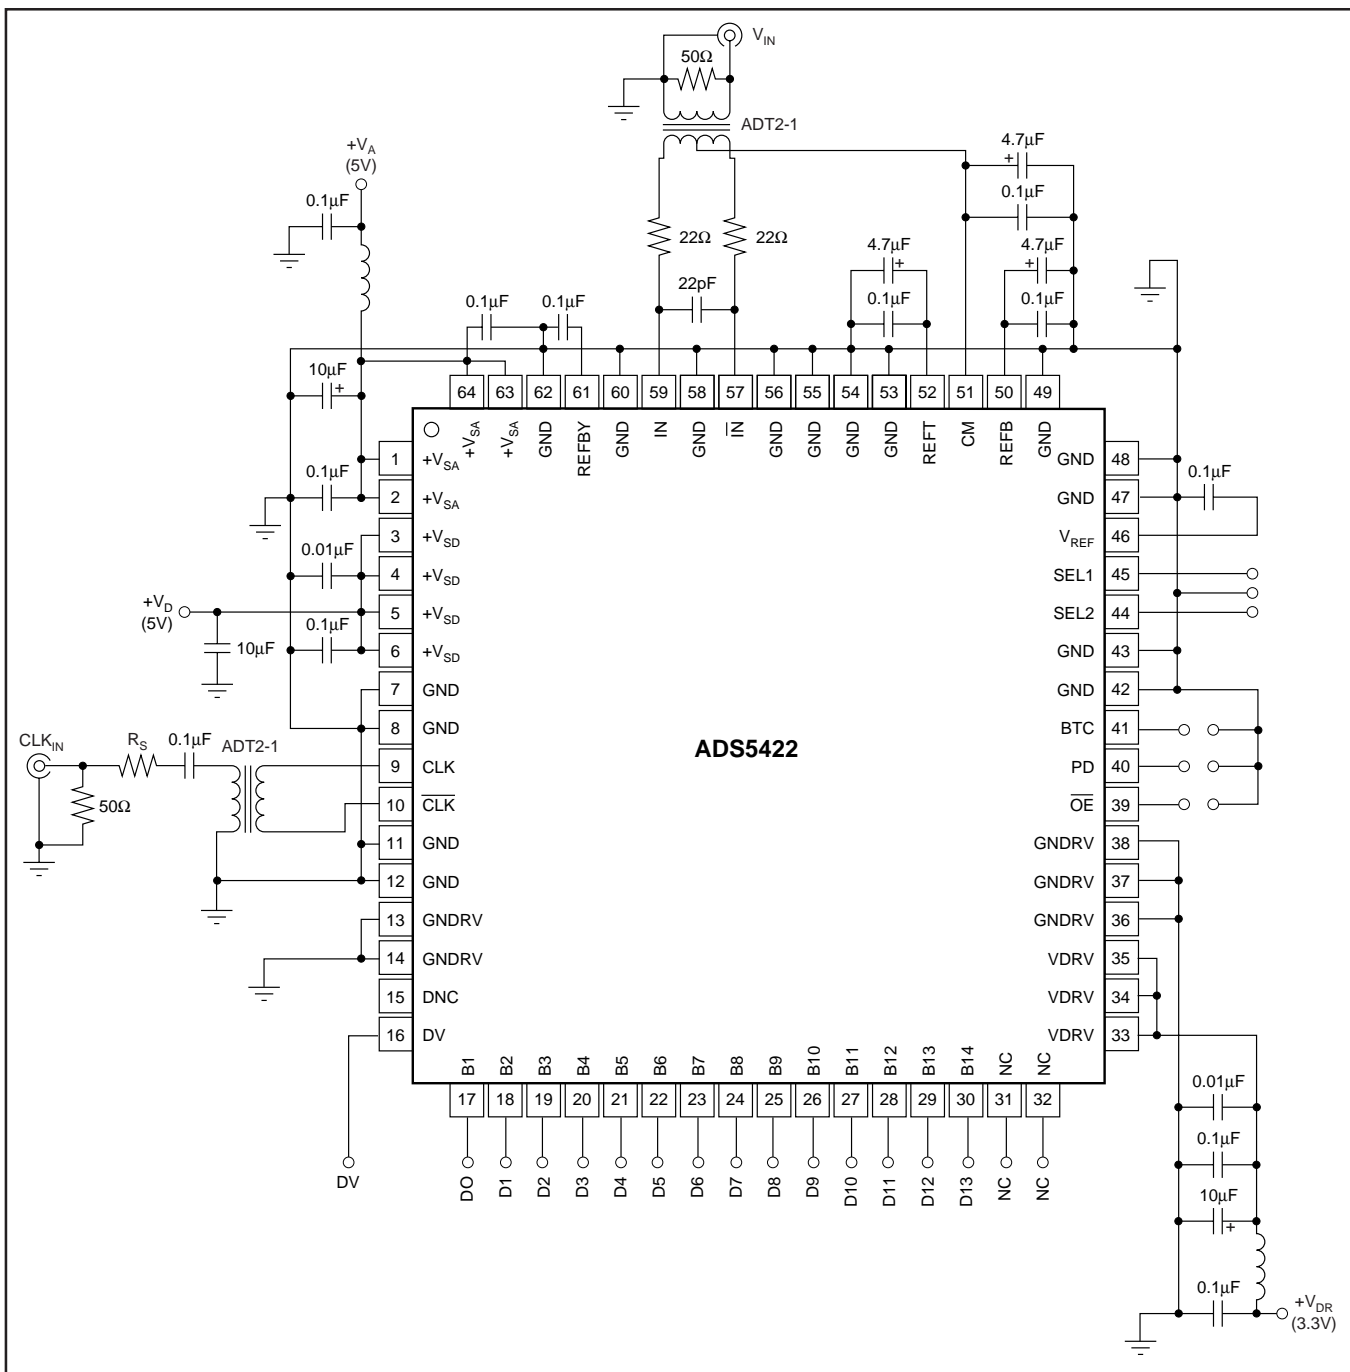 V_IN
50Ω
ADT2-1
+V_A
(5V)
0.1µF
4.7µF
0.1µF
22Ω
22Ω
4.7µF
4.7µF
22pF
0.1µF
0.1µF
0.1µF
0.1µF
10µF
64
63
62
61
60
59
58
57
56
55
54
53
52
51
50
49
+V_SA
+V_SA
GND
REFBY
GND
IN
GND
I̅N̅
GND
GND
GND
GND
REFT
CM
REFB
GND
1 +V_SA
0.1µF
2 +V_SA
3 +V_SD
0.01µF
4 +V_SD
+V_D
(5V)
5 +V_SD
0.1µF
10µF
6 +V_SD
7 GND
8 GND
CLK_IN
R_S
0.1µF
ADT2-1
50Ω
9 CLK
10 C̅L̅K̅
11 GND
12 GND
13 GNDRV
14 GNDRV
15 DNC
16 DV
ADS5422
GND 48
0.1µF
GND 47
V_REF 46
SEL1 45
SEL2 44
GND 43
GND 42
BTC 41
PD 40
O̅E̅ 39
GNDRV 38
GNDRV 37
GNDRV 36
VDRV 35
VDRV 34
VDRV 33
B1
B2
B3
B4
B5
B6
B7
B8
B9
B10
B11
B12
B13
B14
NC
NC
17
18
19
20
21
22
23
24
25
26
27
28
29
30
31
32
DV
DO
D1
D2
D3
D4
D5
D6
D7
D8
D9
D10
D11
D12
D13
NC
NC
0.01µF
0.1µF
10µF
0.1µF
+V_DR
(3.3V)